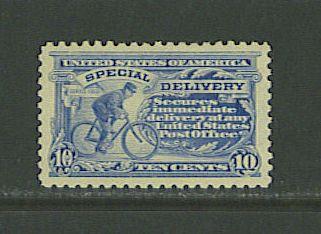 UNITED STATES OF AMERICA
SPECIAL DELIVERY
Secures
immediate
delivery at any
United States
Post Office
10 TEN CENTS 10